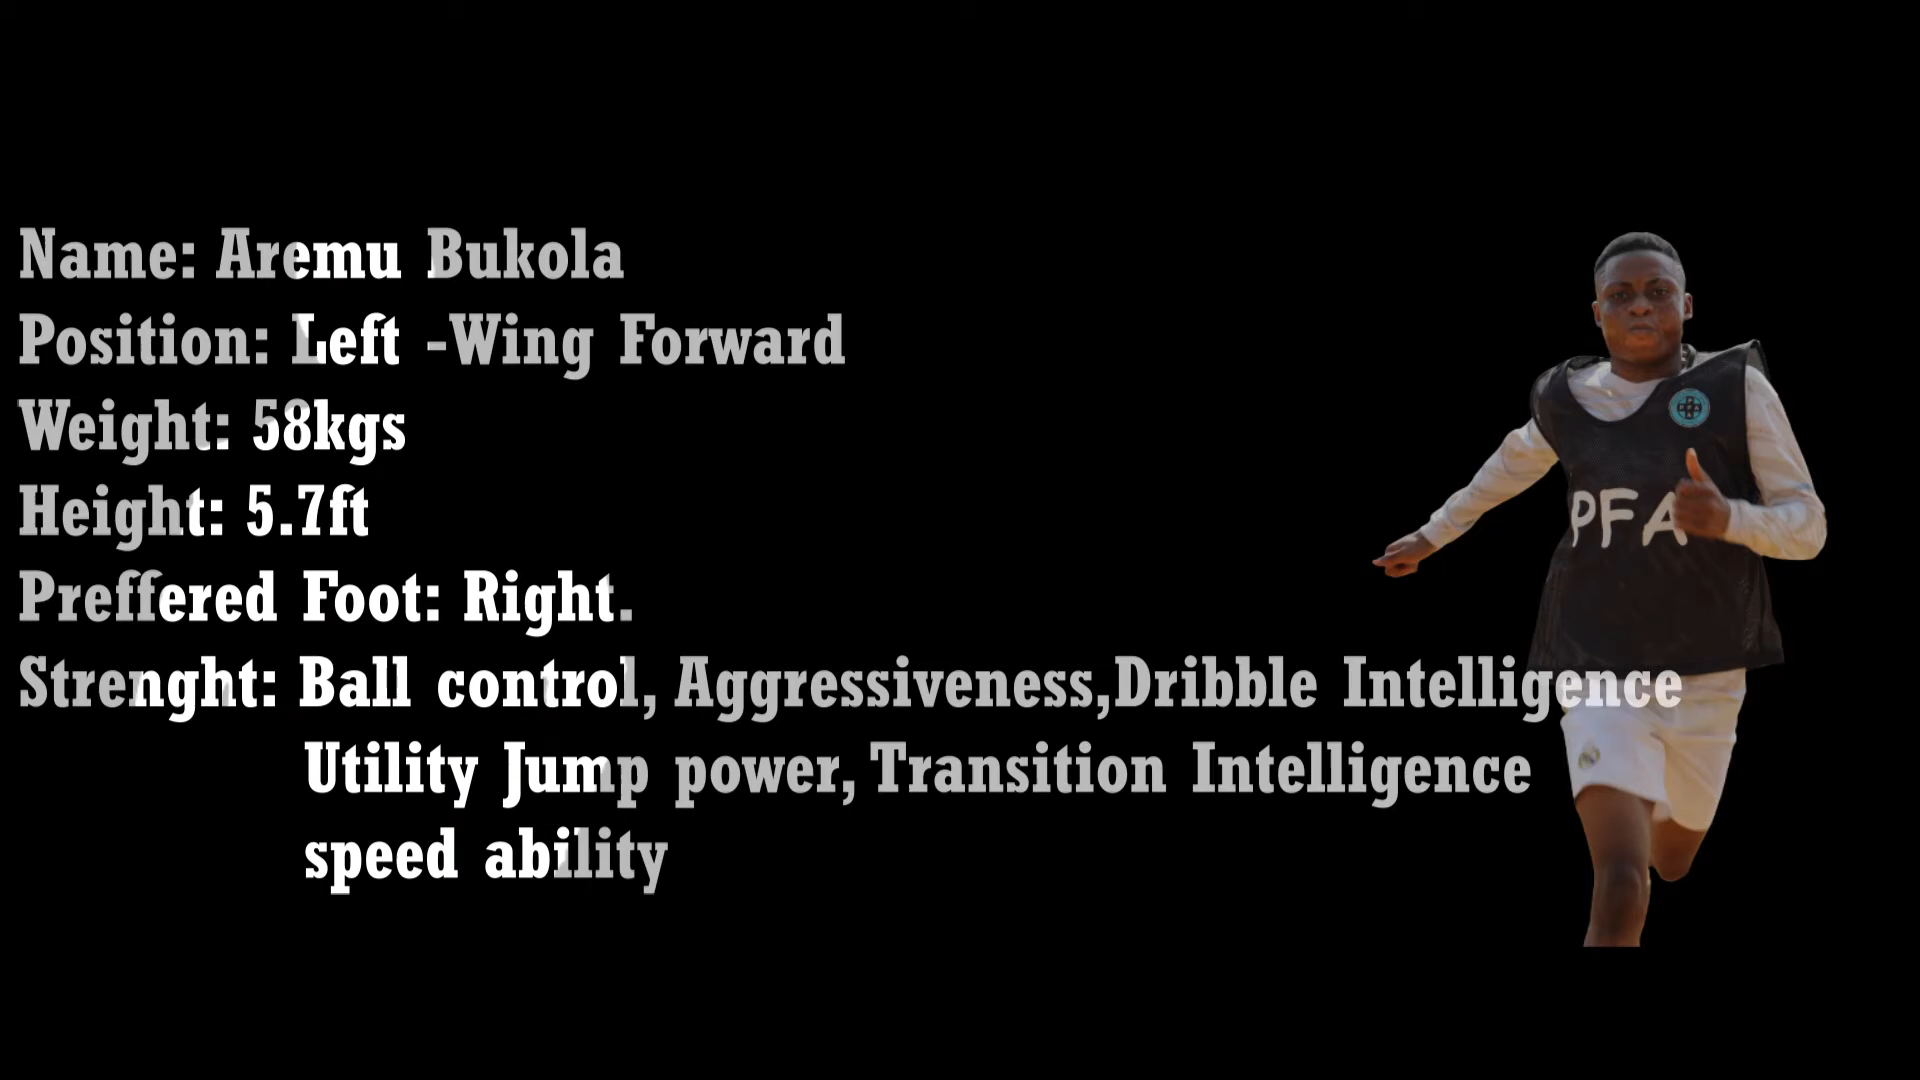 Name: Aremu Bukola
Position: Left -Wing Forward
Weight: 58kgs
Height: 5.7ft
Preffered Foot: Right.
Strenght: Ball control, Aggressiveness,Dribble Intelligence
Utility Jump power, Transition Intelligence
speed ability
PFA